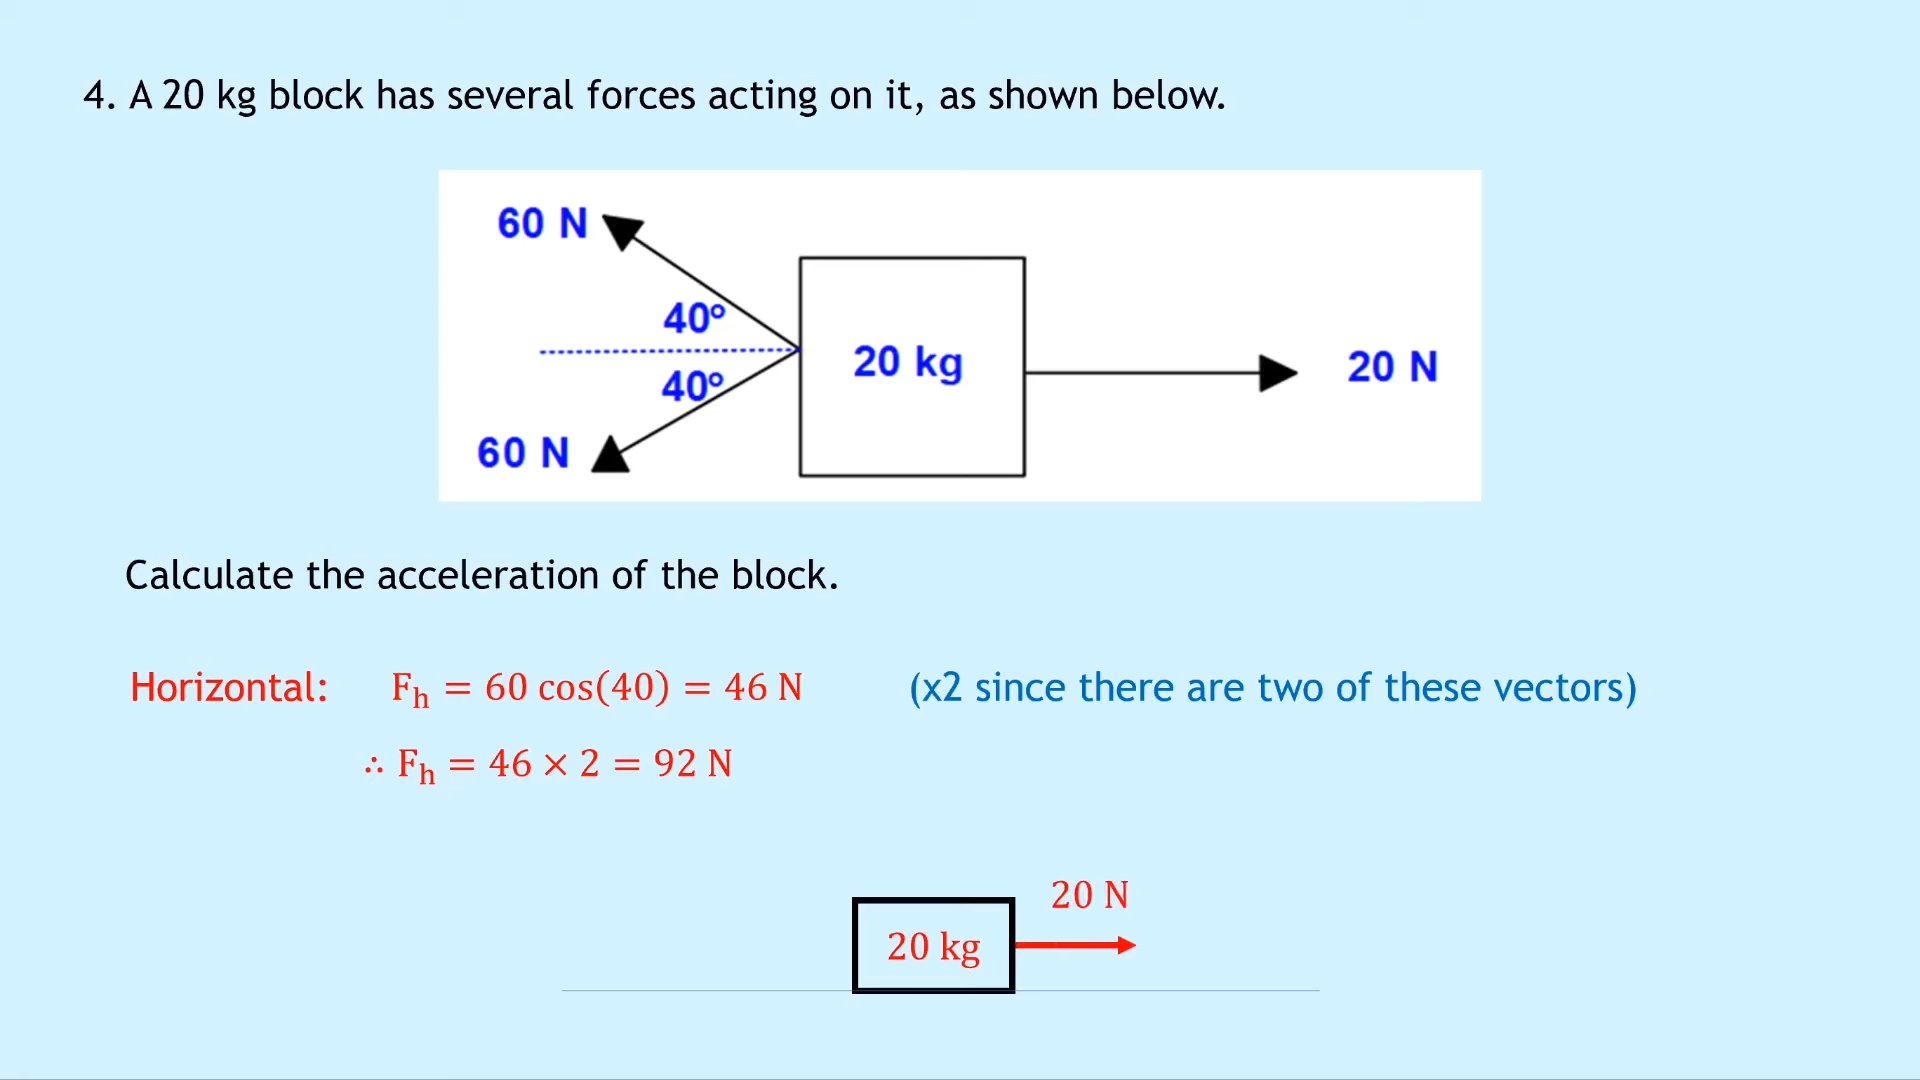 4. A 20 kg block has several forces acting on it, as shown below.
60 N
40°
20 kg
20 N
40°
60 N
Calculate the acceleration of the block.
Horizontal: Fₕ = 60 cos(40) = 46 N (x2 since there are two of these vectors)
∴ Fₕ = 46 × 2 = 92 N
20 N
20 kg